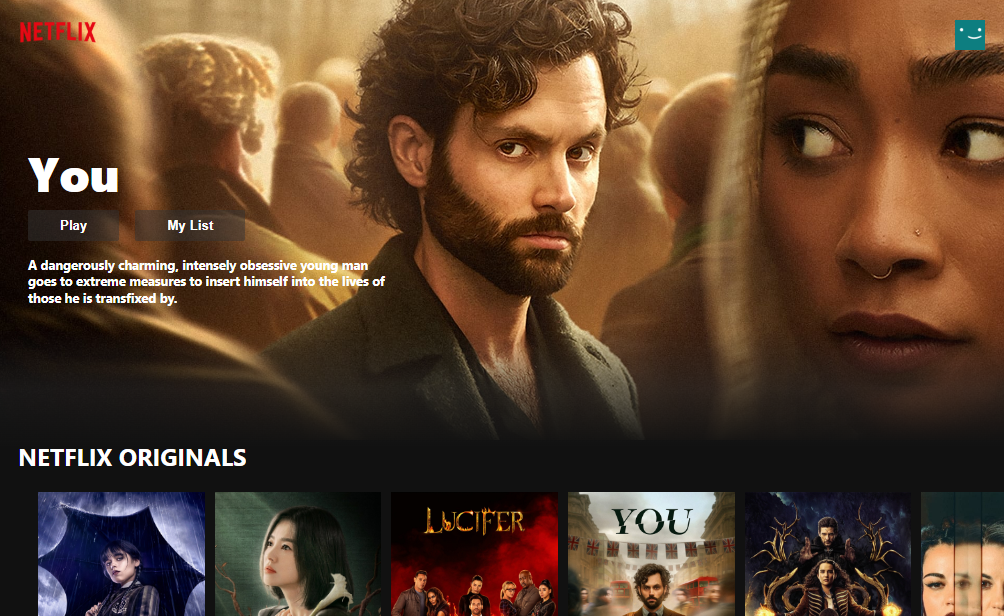 NETFLIX
You
Play
My List
A dangerously charming, intensely obsessive young man
goes to extreme measures to insert himself into the lives of
those he is transfixed by.
NETFLIX ORIGINALS
LUCIFER
YOU